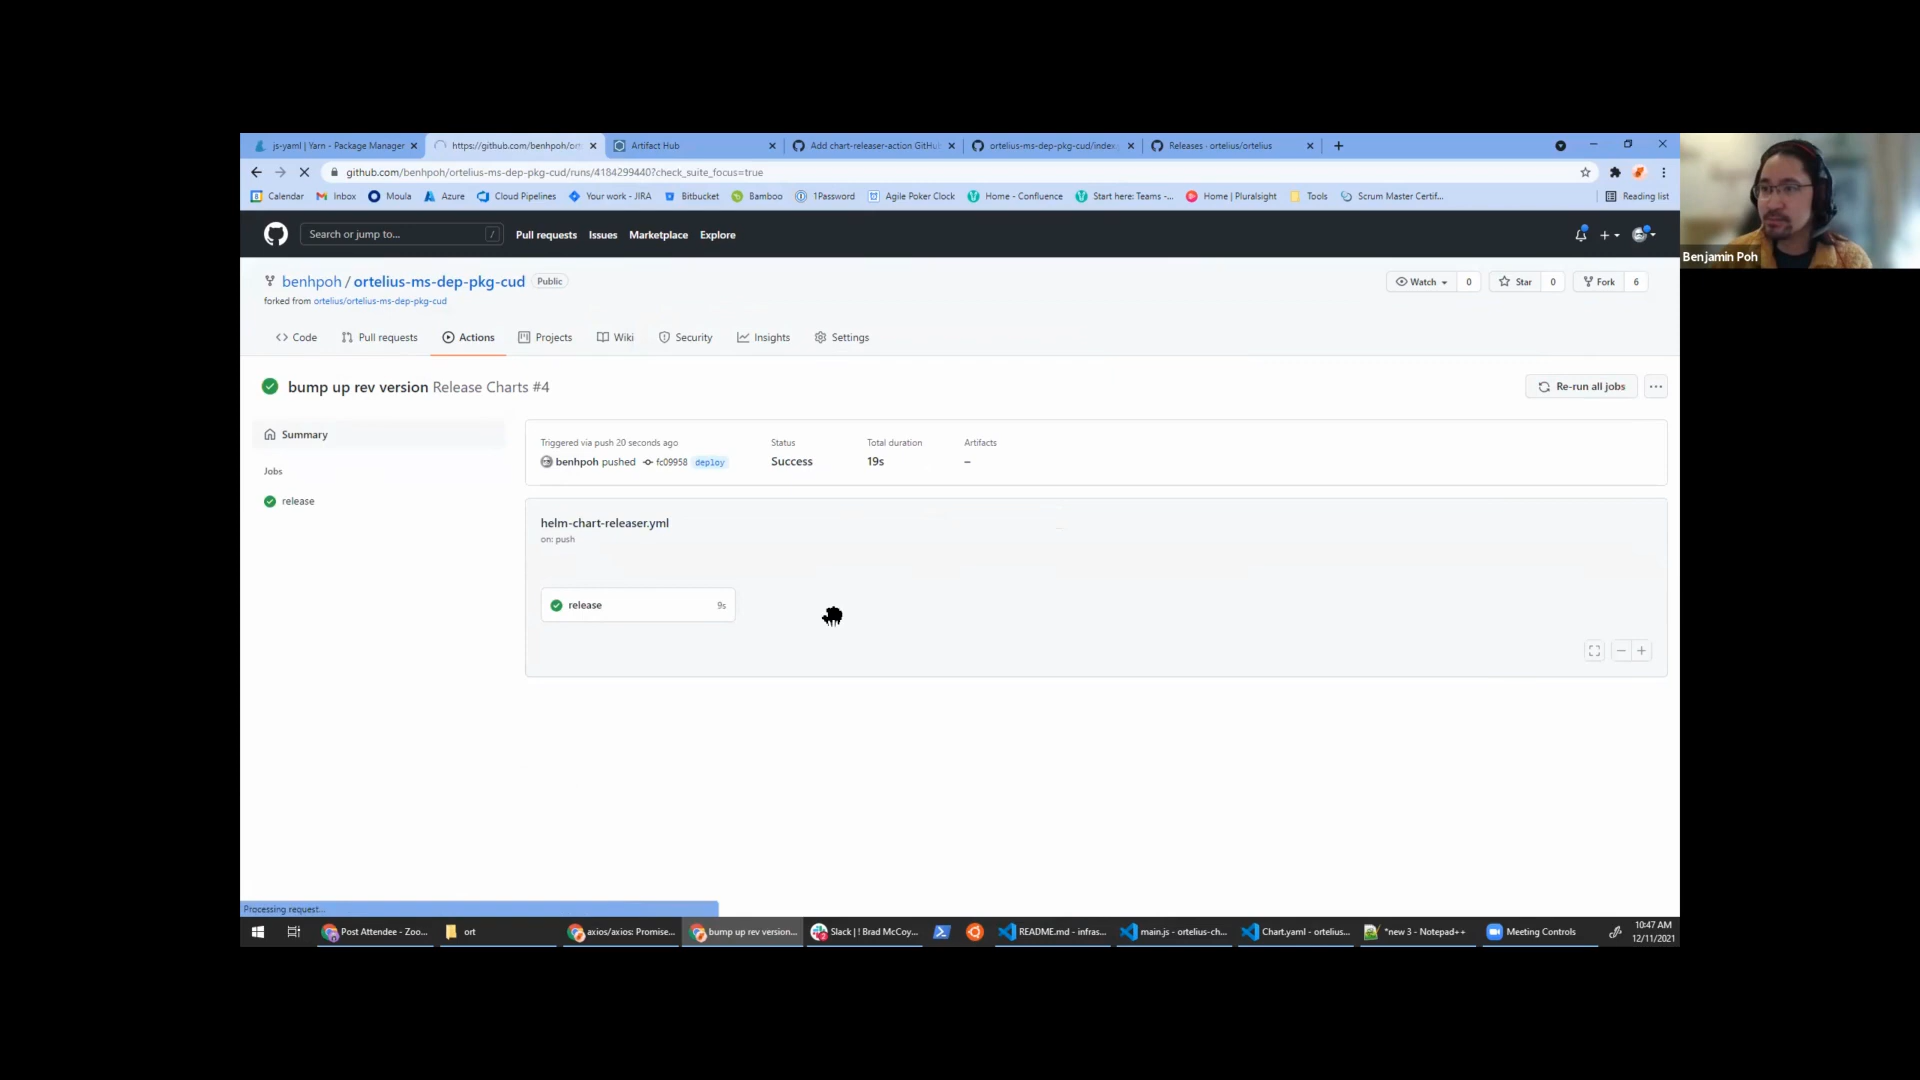 js-yaml | Yarn - Package Manager
https://github.com/benhpoh/ort
Artifact Hub
Add chart-releaser-action GitHu
ortelius-ms-dep-pkg-cud/index
Releases · ortelius/ortelius
github.com/benhpoh/ortelius-ms-dep-pkg-cud/runs/4184299440?check_suite_focus=true
Calendar
Inbox
Moula
Azure
Cloud Pipelines
Your work - JIRA
Bitbucket
Bamboo
1Password
Agile Poker Clock
Home - Confluence
Start here: Teams -...
Home | Pluralsight
Tools
Scrum Master Certif...
Reading list
Search or jump to...
/
Pull requests
Issues
Marketplace
Explore
Benjamin Poh
benhpoh / ortelius-ms-dep-pkg-cud
Public
Watch
0
Star
0
Fork
6
forked from ortelius/ortelius-ms-dep-pkg-cud
Code
Pull requests
Actions
Projects
Wiki
Security
Insights
Settings
bump up rev version Release Charts #4
Re-run all jobs
Summary
Jobs
release
Triggered via push 20 seconds ago
benhpoh pushed fc09958 deploy
Status
Success
Total duration
19s
Artifacts
–
helm-chart-releaser.yml
on: push
release
9s
Processing request...
Post Attendee - Zoo...
ort
axios/axios: Promise...
bump up rev version...
Slack | ! Brad McCoy...
README.md - infras...
main.js - ortelius-ch...
Chart.yaml - ortelius...
*new 3 - Notepad++
Meeting Controls
10:47 AM
12/11/2021